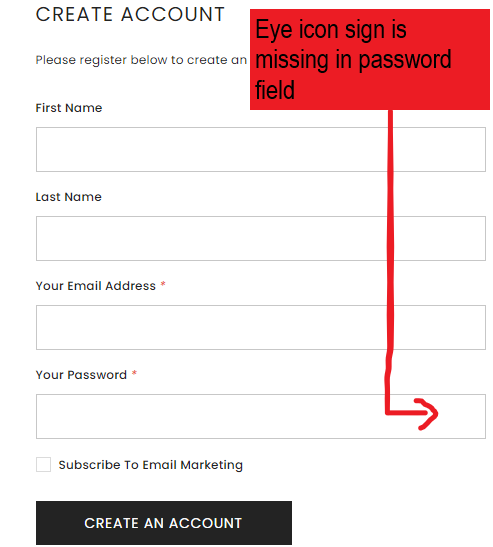 CREATE ACCOUNT
Eye icon sign is
missing in password
field
Please register below to create an
First Name
Last Name
Your Email Address *
Your Password *
Subscribe To Email Marketing
CREATE AN ACCOUNT